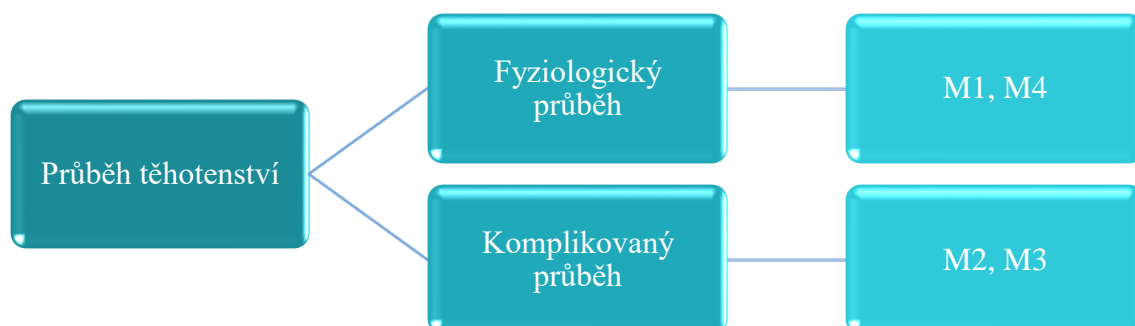 Průběh těhotenství
Fyziologický
průběh
M1, M4
Komplikovaný
průběh
M2, M3